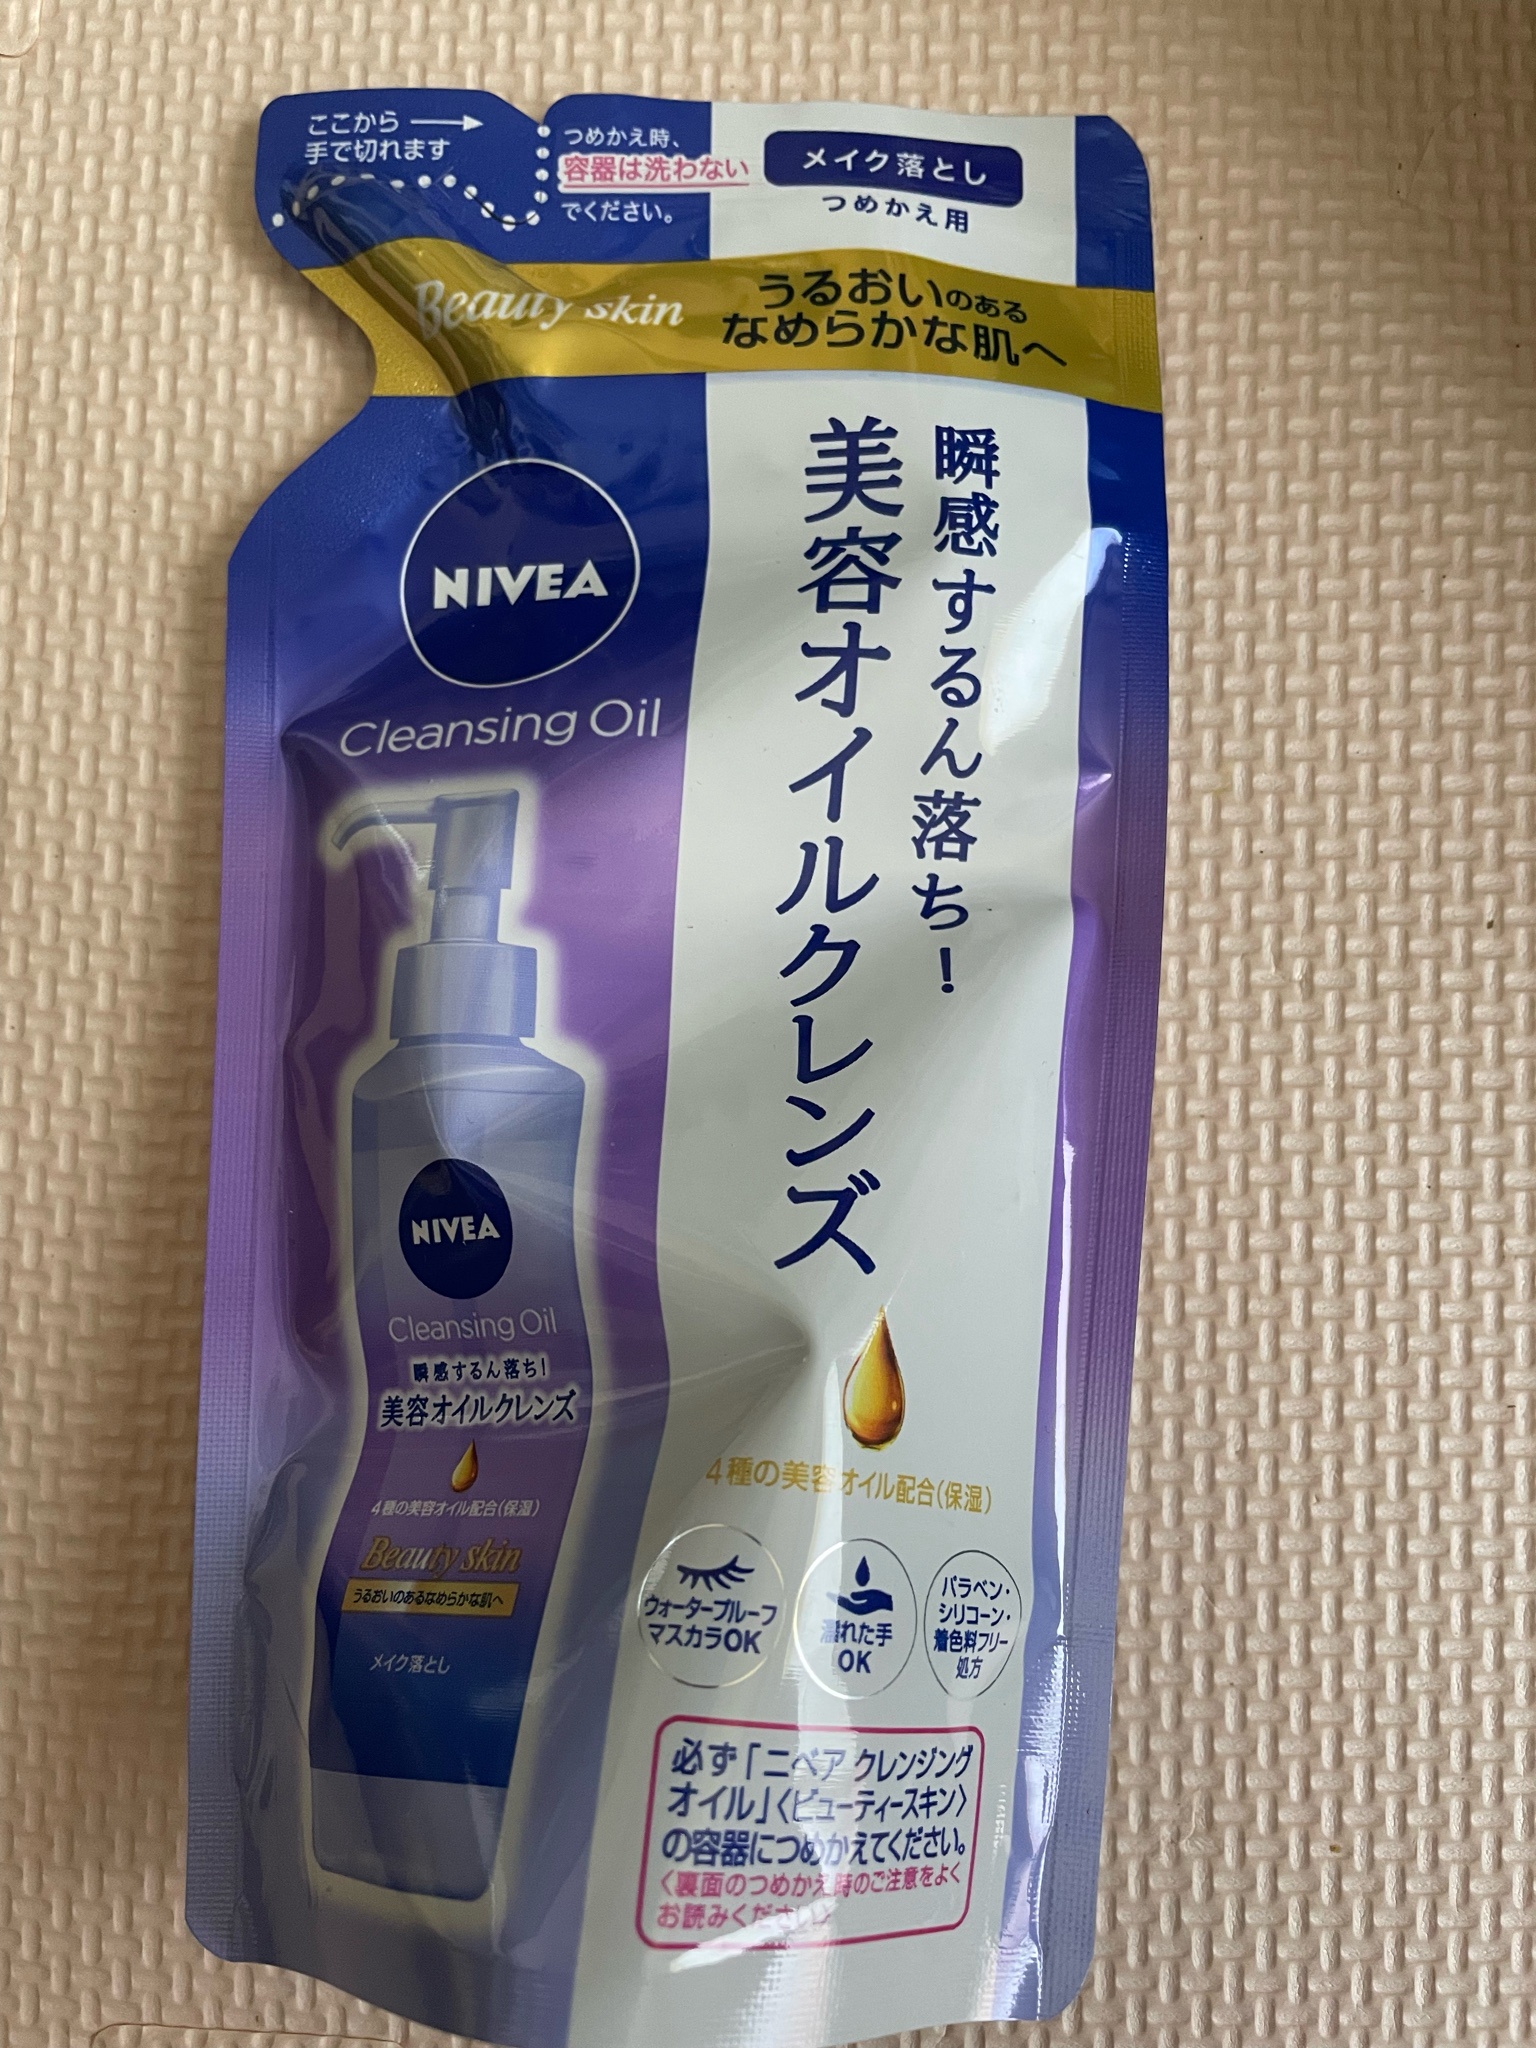 ここから
手で切れます
つめかえ時、
容器は洗わない
でください。
メイク落とし
つめかえ用
Beauty skin
うるおいのある
なめらかな肌へ
瞬感するん落ち!
美容オイルクレンズ
NIVEA
Cleansing Oil
NIVEA
Cleansing Oil
瞬感するん落ち!
美容オイルクレンズ
4種の美容オイル配合(保湿)
Beauty skin
うるおいのあるなめらかな肌へ
メイク落とし
4種の美容オイル配合(保湿)
ウォータープルーフ
マスカラOK
濡れた手
OK
パラベン・
シリコーン・
着色料フリー
処方
必ず「ニベア クレンジング
オイル」〈ビューティースキン〉
の容器につめかえてください。
〈裏面のつめかえ時のご注意をよく
お読みください〉